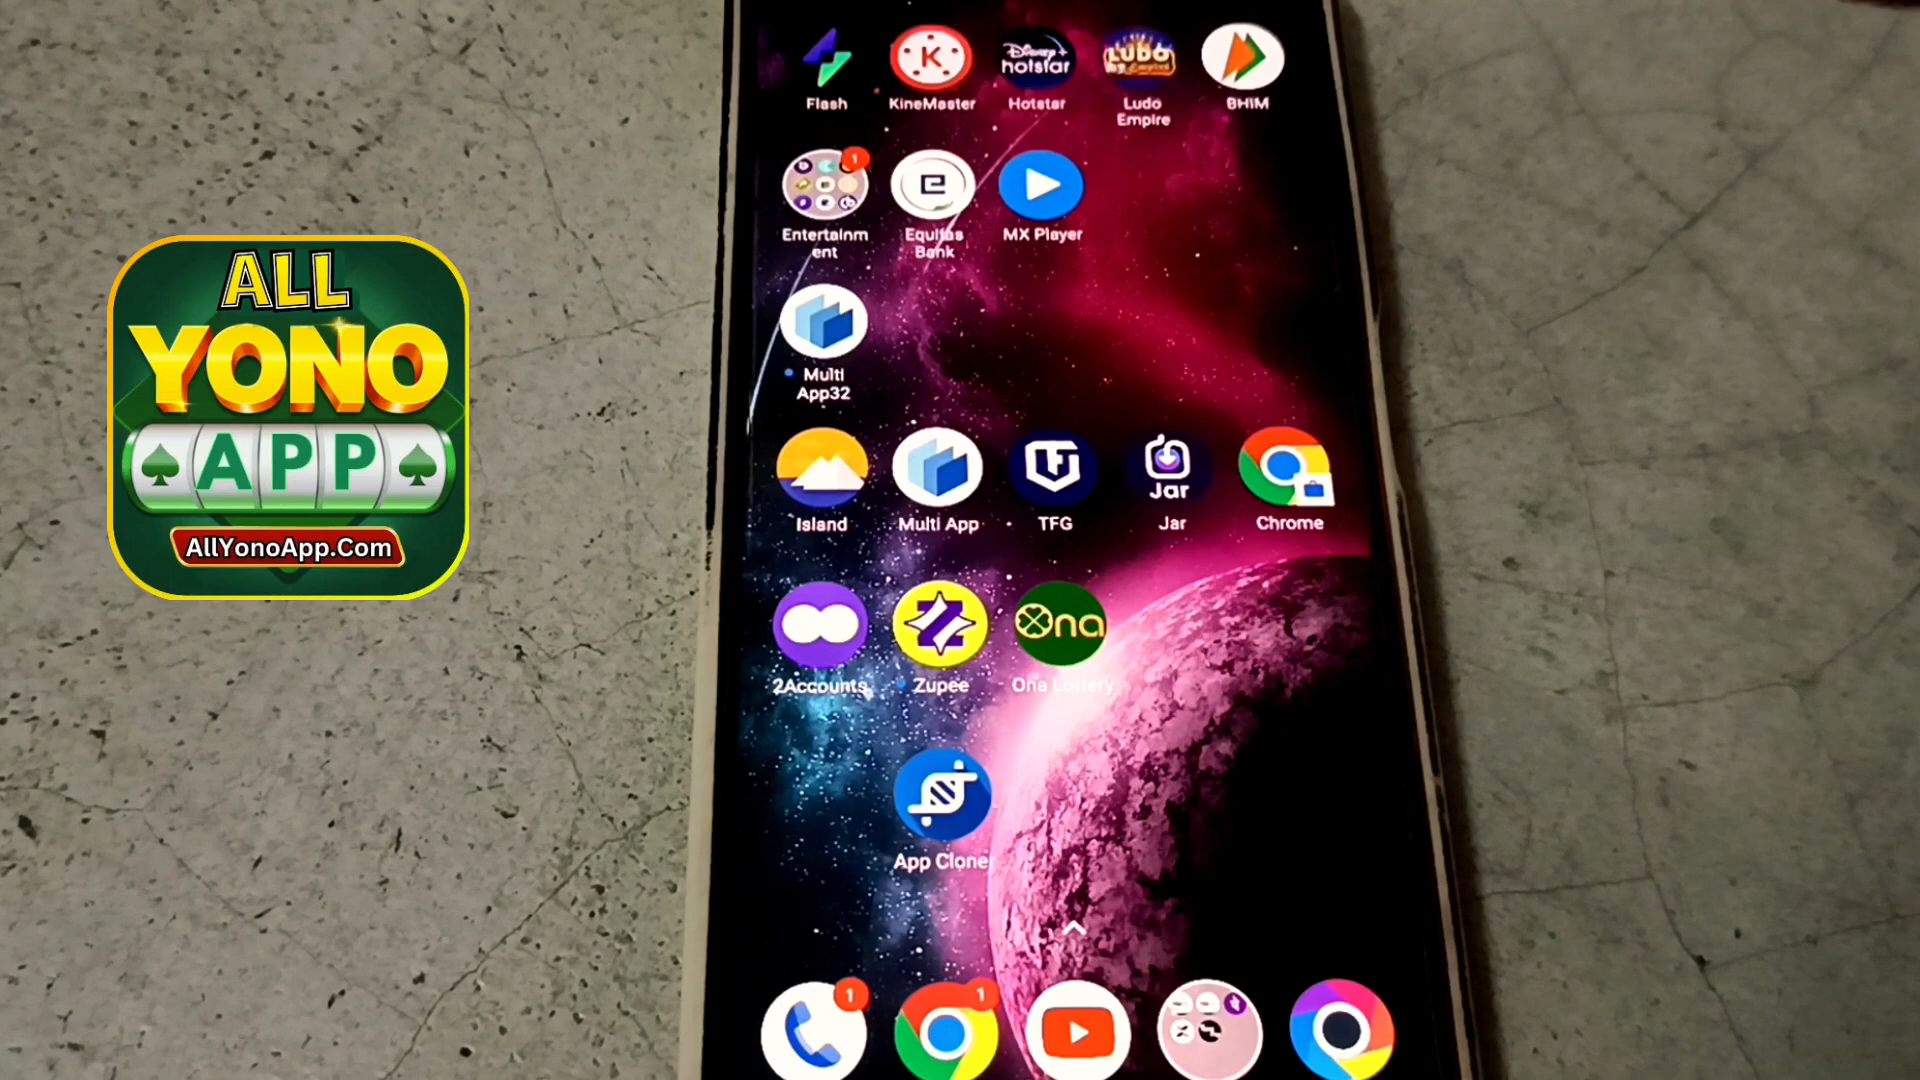 ALL
YONO
APP
AllYonoApp.Com
K
Disney+
hotstar
LUDO
Empire
Flash
KineMaster
Hotstar
Ludo
Empire
BHIM
1
e
Entertainm
ent
Equitas
Bank
MX Player
Multi
App32
Jar
Island
Multi App
TFG
Jar
Chrome
Ona
2Accounts
Zupee
Ona Lottery
App Cloner
1
1